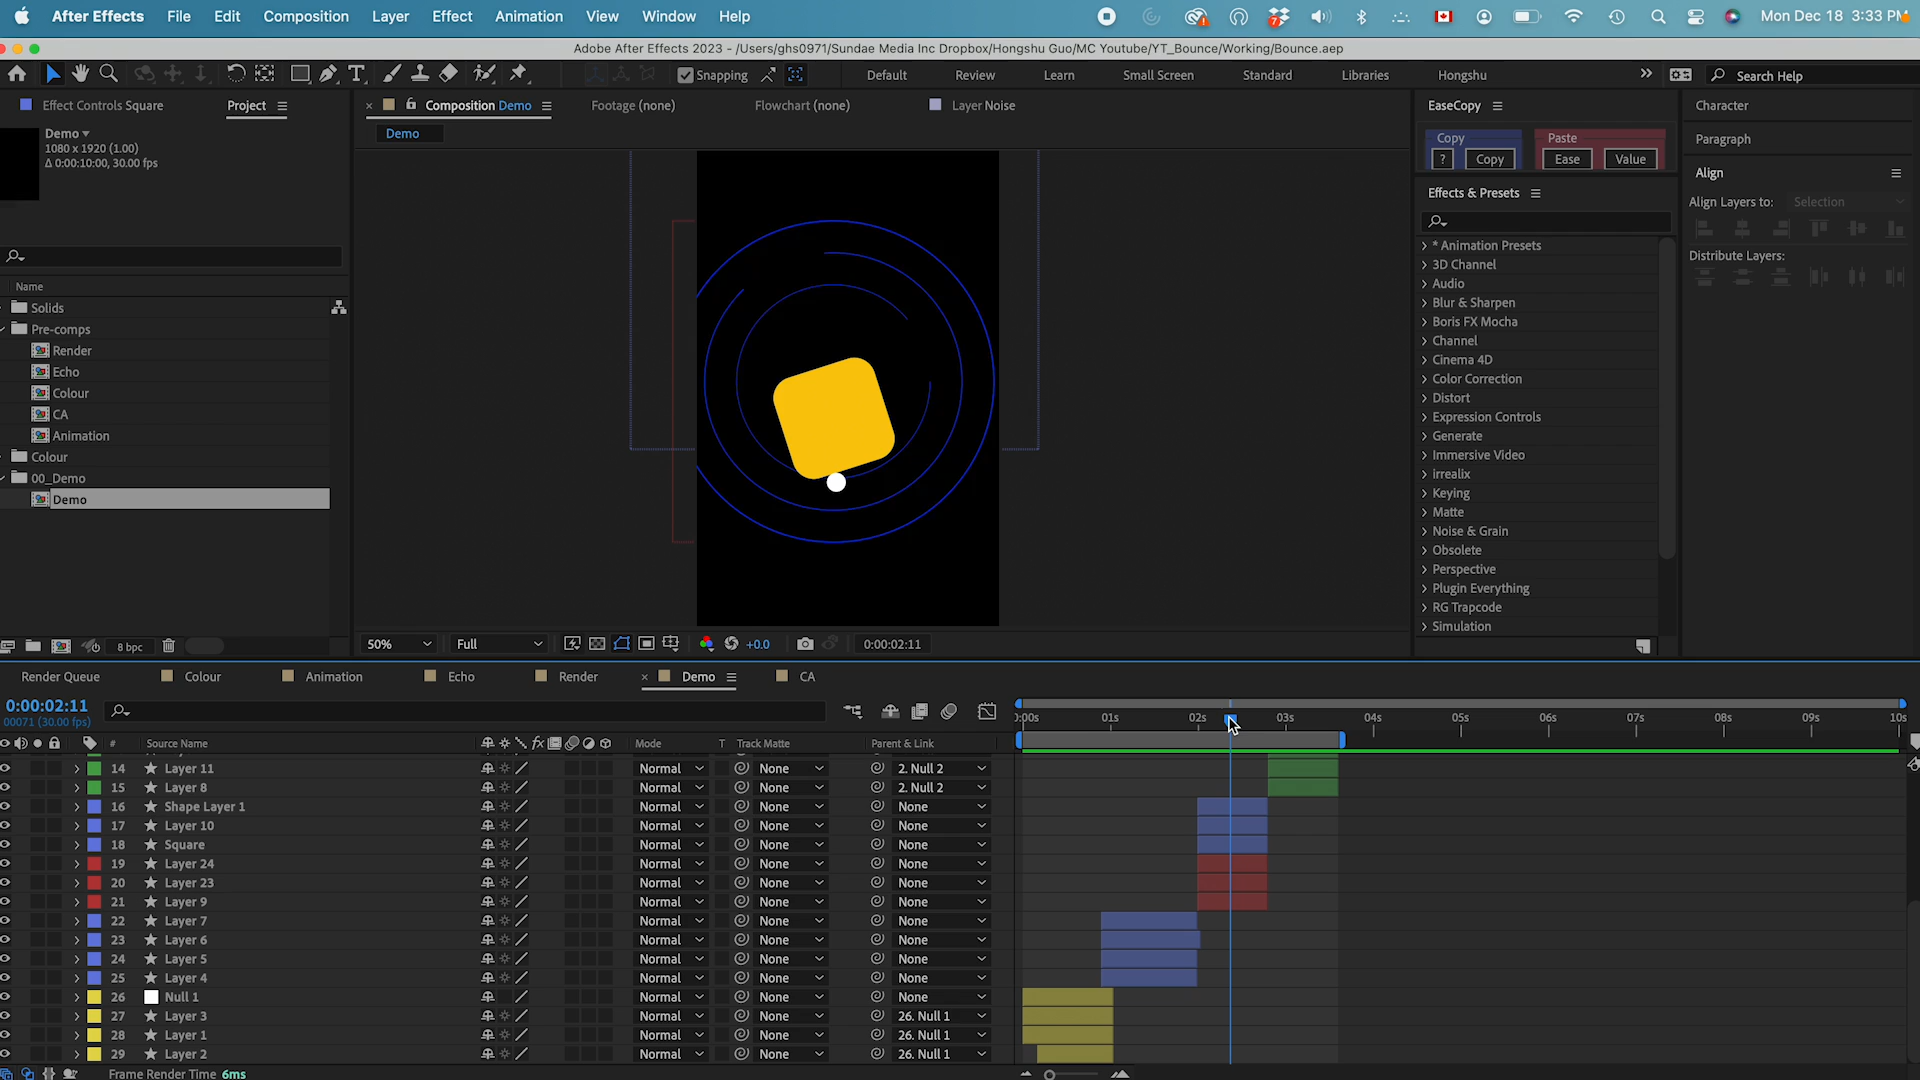 After Effects File Edit Composition Layer Effect Animation View Window Help Mon Dec 18 3:33 PM
Adobe After Effects 2023 - /Users/ghs0971/Sundae Media Inc Dropbox/Hongshu Guo/MC Youtube/YT_Bounce/Working/Bounce.aep
Snapping Default Review Learn Small Screen Standard Libraries Hongshu Search Help
Effect Controls Square Project Composition Demo Footage (none) Flowchart (none) Layer Noise EaseCopy Character
Demo
Demo
1080 x 1920 (1.00)
Δ 0:00:10:00, 30.00 fps
Copy Paste
? Copy Ease Value
Paragraph
Align
Align Layers to: Selection
Distribute Layers:
Effects & Presets
* Animation Presets
3D Channel
Audio
Blur & Sharpen
Boris FX Mocha
Channel
Cinema 4D
Color Correction
Distort
Expression Controls
Generate
Immersive Video
irrealix
Keying
Matte
Noise & Grain
Obsolete
Perspective
Plugin Everything
RG Trapcode
Simulation
Name
Solids
Pre-comps
Render
Echo
Colour
CA
Animation
Colour
00_Demo
Demo
8 bpc 50% Full +0.0 0:00:02:11
Render Queue Colour Animation Echo Render Demo CA
0:00:02:11
00071 (30.00 fps)
0:00s 01s 02s 03s 04s 05s 06s 07s 08s 09s 10s
# Source Name Mode T Track Matte Parent & Link
14 Layer 11 Normal None 2. Null 2
15 Layer 8 Normal None 2. Null 2
16 Shape Layer 1 Normal None None
17 Layer 10 Normal None None
18 Square Normal None None
19 Layer 24 Normal None None
20 Layer 23 Normal None None
21 Layer 9 Normal None None
22 Layer 7 Normal None None
23 Layer 6 Normal None None
24 Layer 5 Normal None None
25 Layer 4 Normal None None
26 Null 1 Normal None None
27 Layer 3 Normal None 26. Null 1
28 Layer 1 Normal None 26. Null 1
29 Layer 2 Normal None 26. Null 1
Frame Render Time 6ms